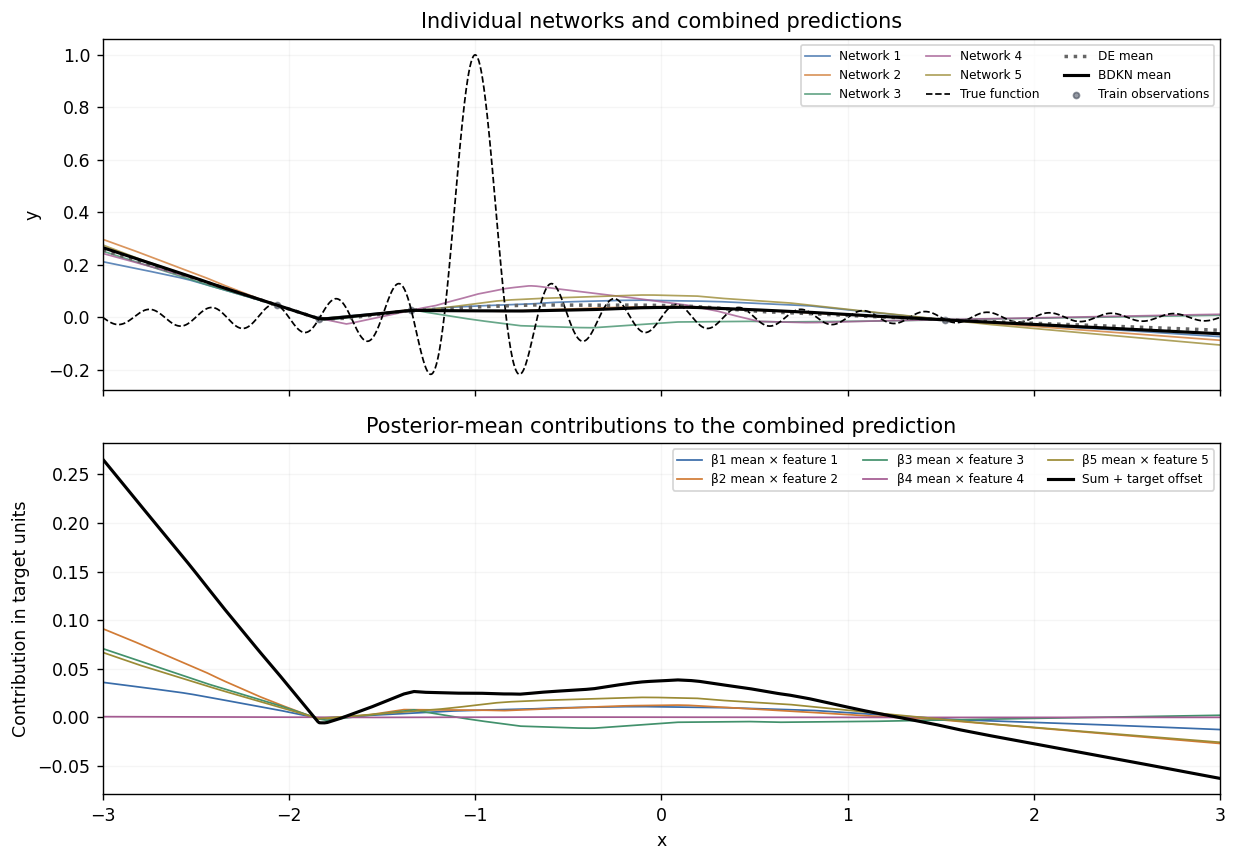 Individual networks and combined predictions
Network 1 Network 4 DE mean
Network 2 Network 5 BDKN mean
Network 3 True function Train observations
1.0
0.8
0.6
0.4
0.2
0.0
−0.2
y
Posterior-mean contributions to the combined prediction
β1 mean × feature 1 β3 mean × feature 3 β5 mean × feature 5
β2 mean × feature 2 β4 mean × feature 4 Sum + target offset
0.25
0.20
0.15
0.10
0.05
0.00
−0.05
Contribution in target units
−3 −2 −1 0 1 2 3
x